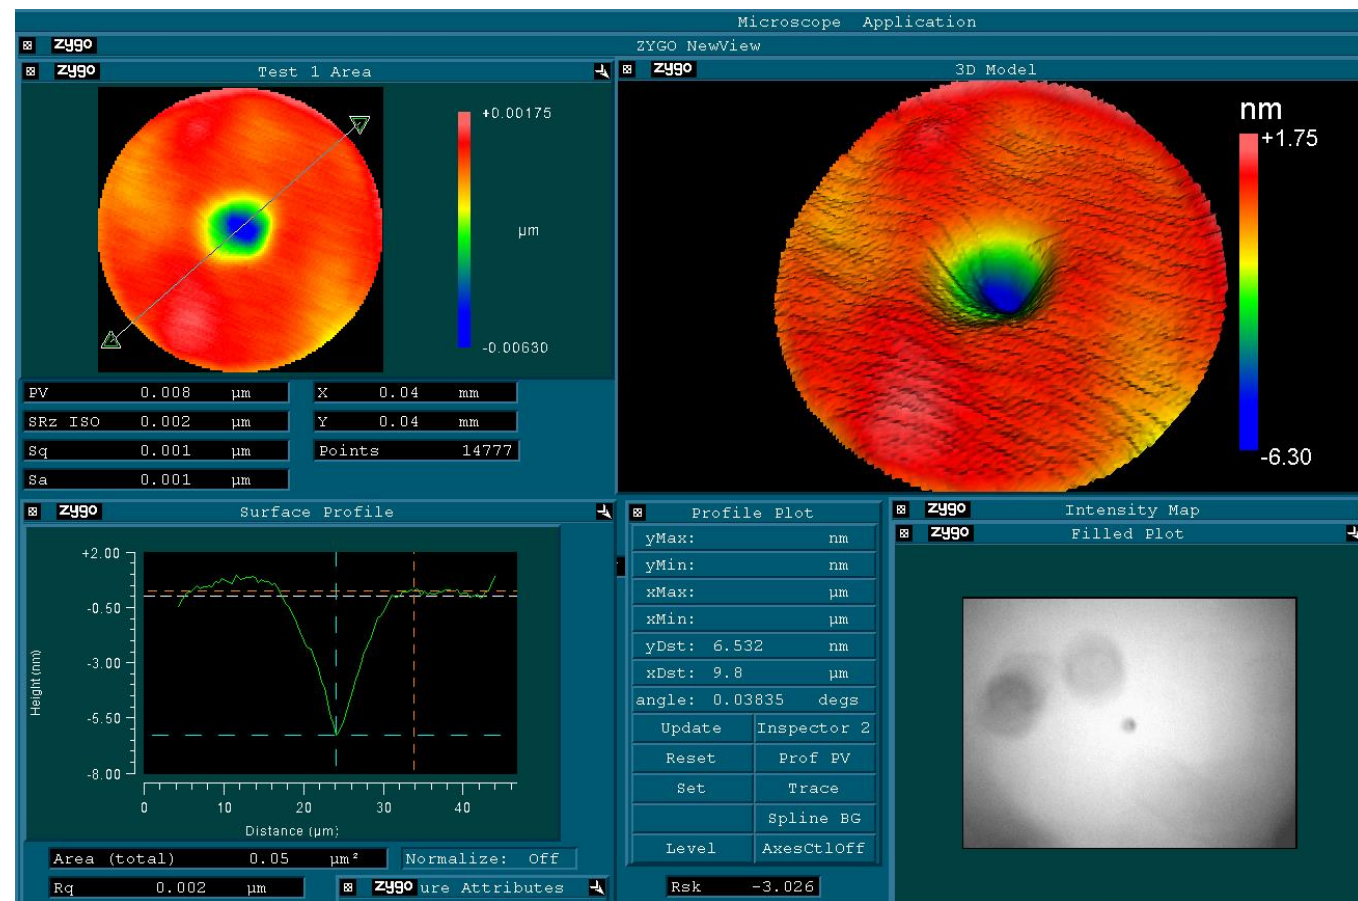 Microscope Application
zygo ZYGO NewView
zygo Test 1 Area
+0.00175
µm
-0.00630
zygo 3D Model
nm
+1.75
-6.30
PV 0.008 µm
SRz ISO 0.002 µm
Sq 0.001 µm
Sa 0.001 µm
X 0.04 mm
Y 0.04 mm
Points 14777
zygo Surface Profile
+2.00
-0.50
-3.00
-5.50
-8.00
Height (nm)
0 10 20 30 40
Distance (µm)
Area (total) 0.05 µm²
Normalize: Off
Rq 0.002 µm
zygo ure Attributes
Profile Plot
yMax: nm
yMin: nm
xMax: µm
xMin: µm
yDst: 6.532 nm
xDst: 9.8 µm
angle: 0.03835 degs
Update Inspector 2
Reset Prof PV
Set Trace
Spline BG
Level AxesCtlOff
Rsk -3.026
zygo Intensity Map
zygo Filled Plot